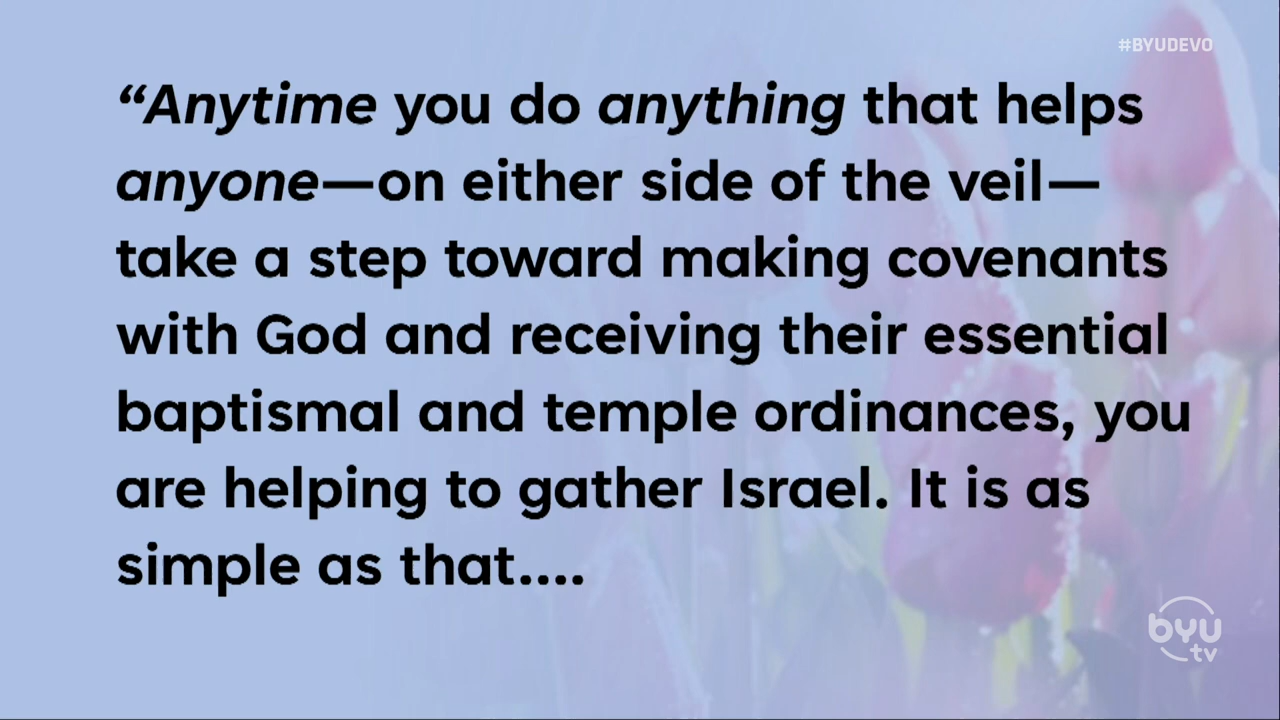 #BYUDEVO
“Anytime you do anything that helps
anyone—on either side of the veil—
take a step toward making covenants
with God and receiving their essential
baptismal and temple ordinances, you
are helping to gather Israel. It is as
simple as that....
byu
tv